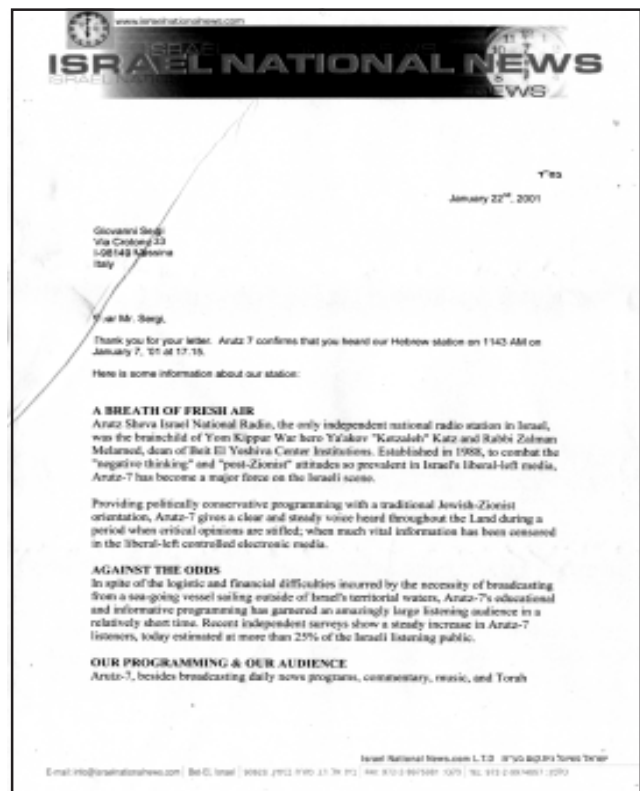 www.israelnationalnews.com
ISRAEL NATIONAL NEWS
בס"ד
January 22nd, 2001
Giovanni Sergi
Via Crotone 33
I-98149 Messina
Italy
Dear Mr. Sergi,
Thank you for your letter. Arutz 7 confirms that you heard our Hebrew station on 1143 AM on
January 7, '01 at 17.15.
Here is some information about our station:
A BREATH OF FRESH AIR
Arutz Sheva Israel National Radio, the only independent national radio station in Israel,
was the brainchild of Yom Kippur War hero Ya'akov "Ketzaleh" Katz and Rabbi Zalman
Melamed, dean of Beit El Yeshiva Center Institutions. Established in 1988, to combat the
"negative thinking" and "post-Zionist" attitudes so prevalent in Israel's liberal-left media,
Arutz-7 has become a major force on the Israeli scene.
Providing politically conservative programming with a traditional Jewish-Zionist
orientation, Arutz-7 gives a clear and steady voice heard throughout the Land during a
period when critical opinions are stifled; when much vital information has been censored
in the liberal-left controlled electronic media.
AGAINST THE ODDS
In spite of the logistic and financial difficulties incurred by the necessity of broadcasting
from a sea-going vessel sailing outside of Israel's territorial waters, Arutz-7's educational
and informative programming has garnered an amazingly large listening audience in a
relatively short time. Recent independent surveys show a steady increase in Arutz-7
listeners, today estimated at more than 25% of the Israeli listening public.
OUR PROGRAMMING & OUR AUDIENCE
Arutz-7, besides broadcasting daily news programs, commentary, music, and Torah
Israel National News.com L.T.D
E-mail: info@israelnationalnews.com | Bet-El, Israel